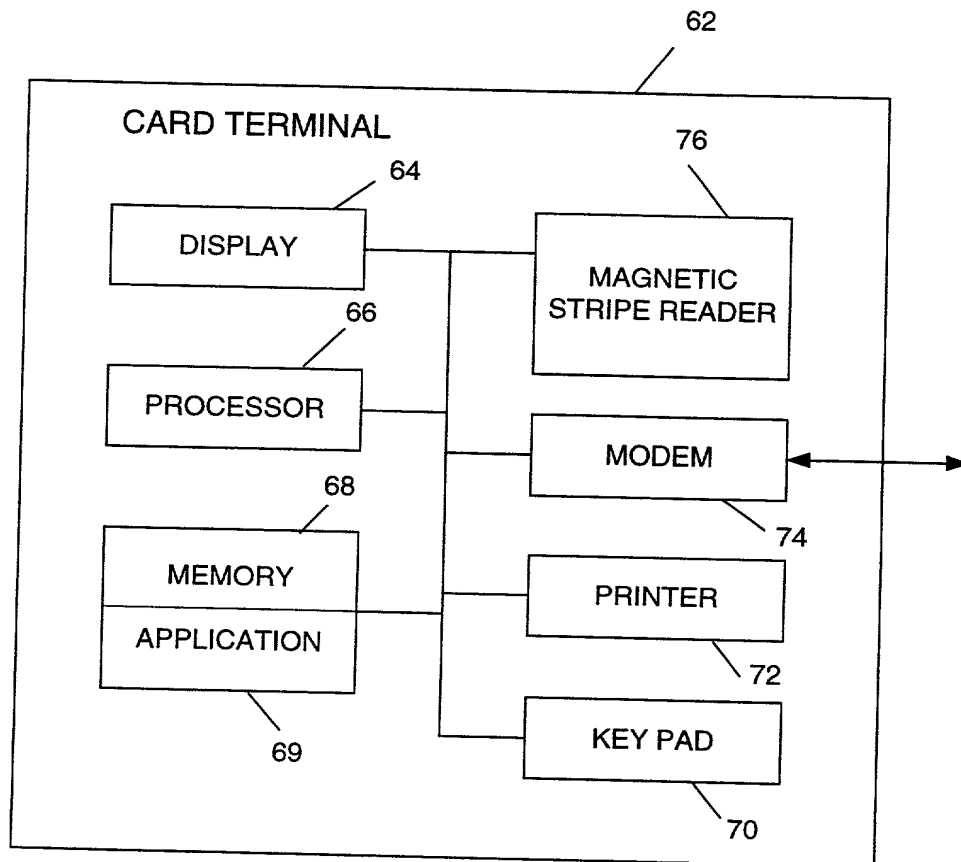 62
CARD TERMINAL
64
DISPLAY
76
MAGNETIC
STRIPE READER
66
PROCESSOR
MODEM
74
68
MEMORY
APPLICATION
69
PRINTER
72
KEY PAD
70